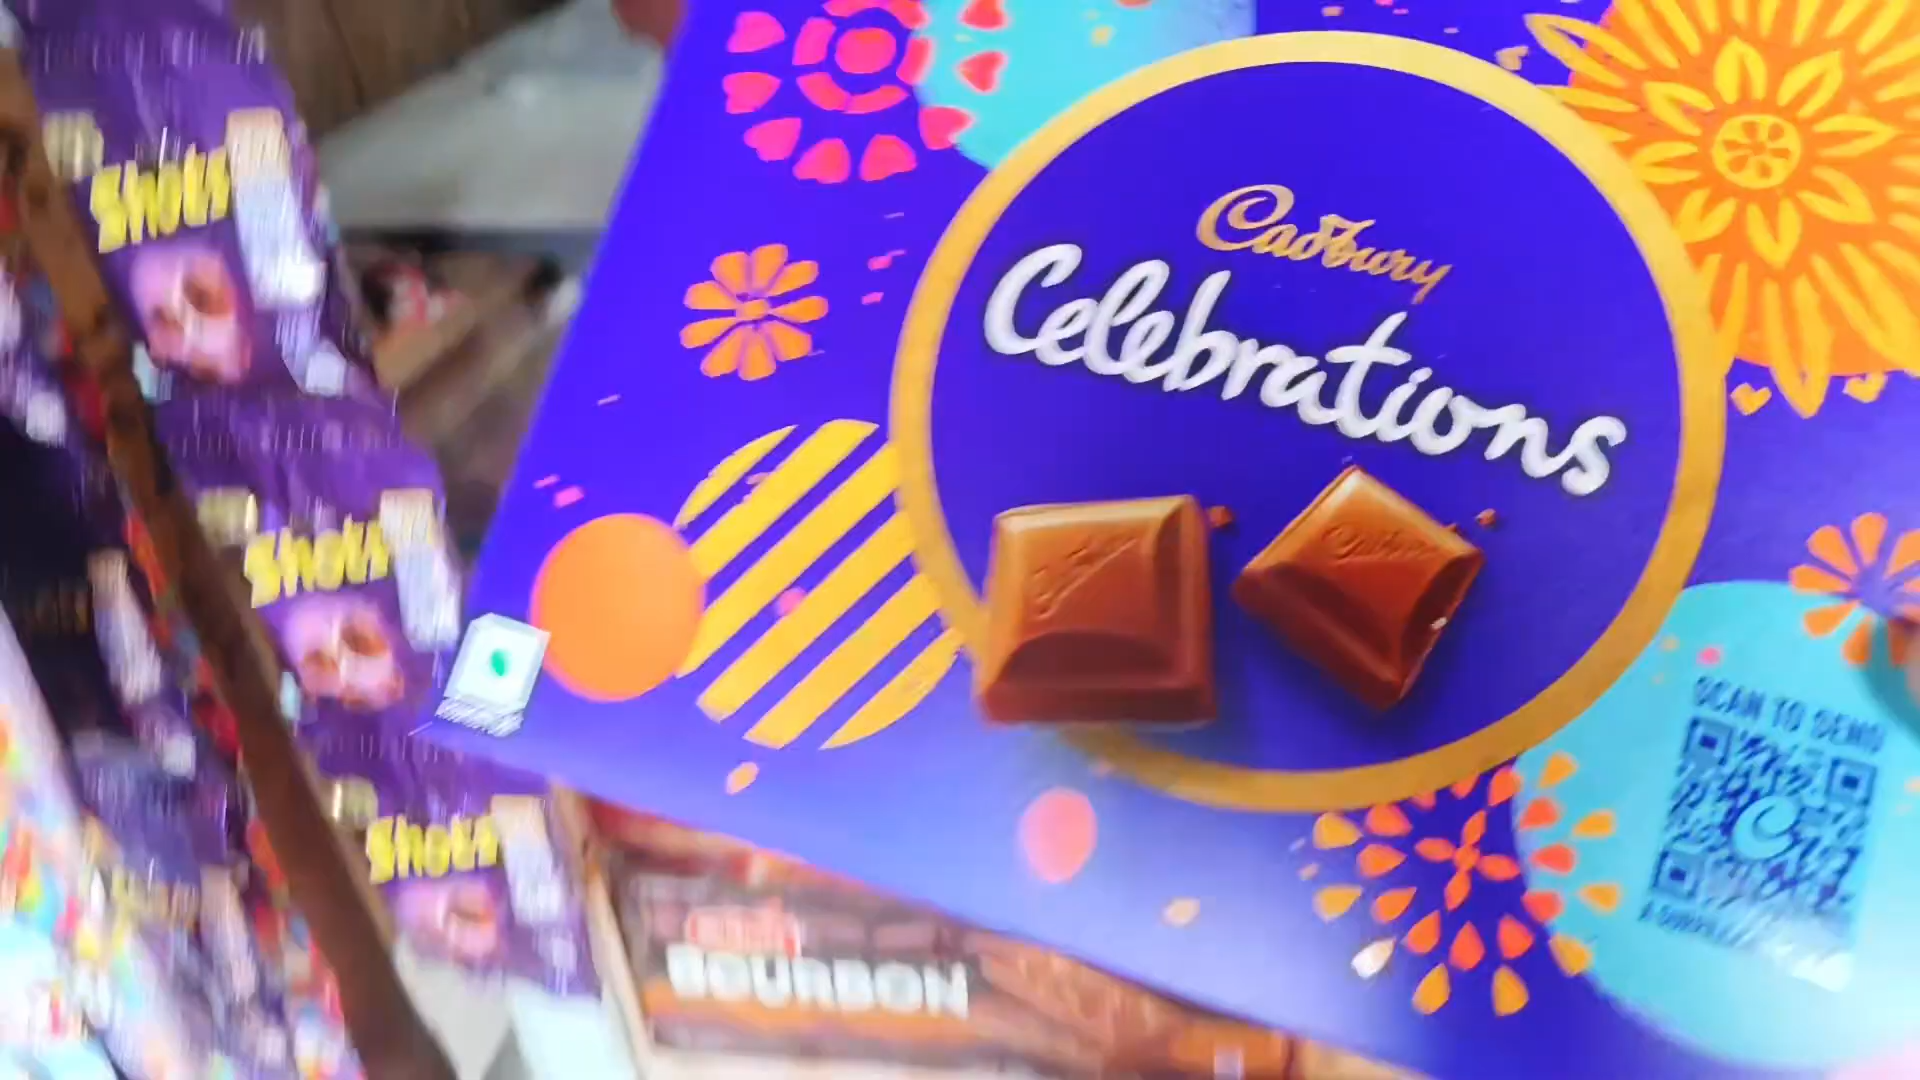 Cadbury
Celebrations
Shots
Shots
Shots
BOURBON
SCAN TO DEMO